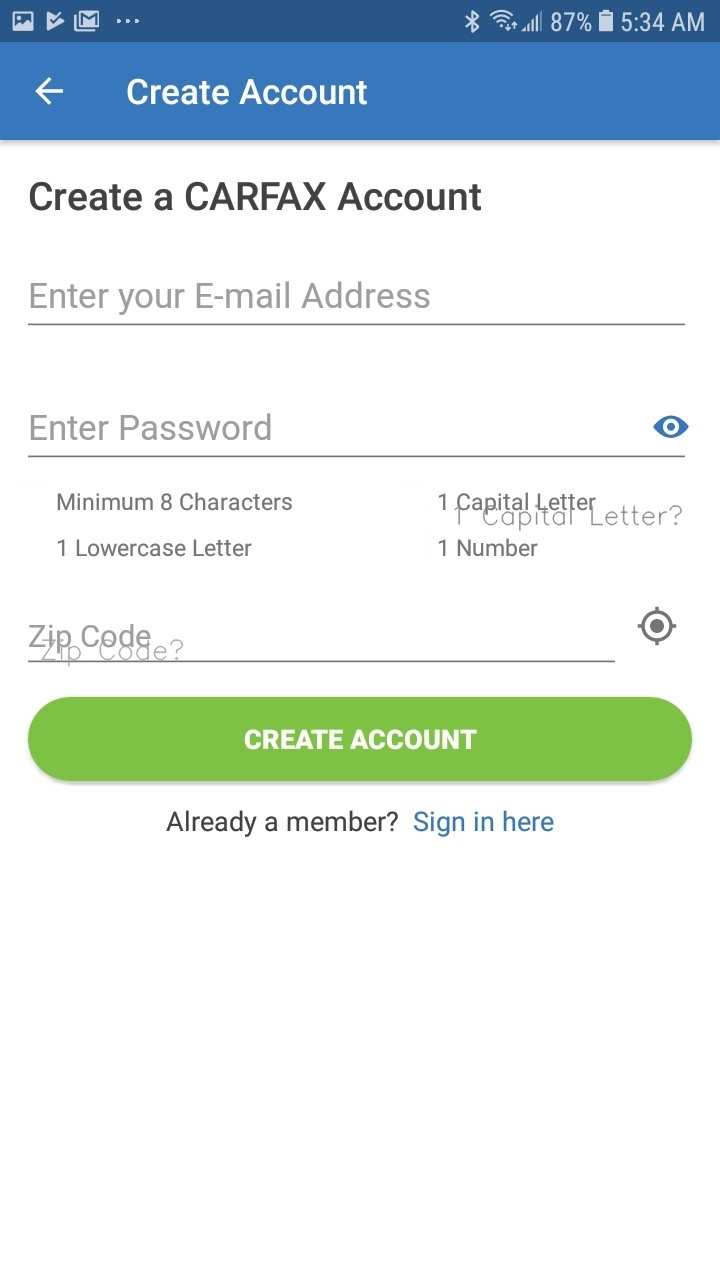 87% 5:34 AM
Create Account
Create a CARFAX Account
Enter your E-mail Address
Enter Password
Minimum 8 Characters 1 Capital Letter
1 Capital Letter?
1 Lowercase Letter 1 Number
Zip Code
Zip Code?
CREATE ACCOUNT
Already a member? Sign in here